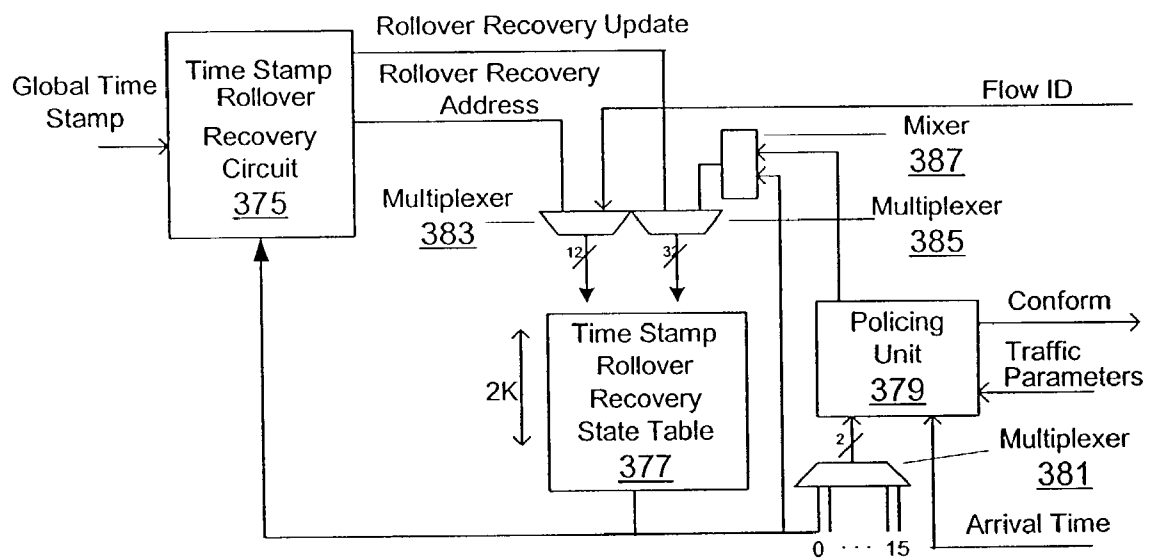 Rollover Recovery Update
Time Stamp
Rollover
Recovery
Circuit
375
Rollover Recovery
Address
Global Time
Stamp
Flow ID
Mixer
387
Multiplexer
383
Multiplexer
385
12
32
Time Stamp
Rollover
Recovery
State Table
377
2K
Policing
Unit
379
Conform
Traffic
Parameters
2
Multiplexer
381
Arrival Time
0 ··· 15